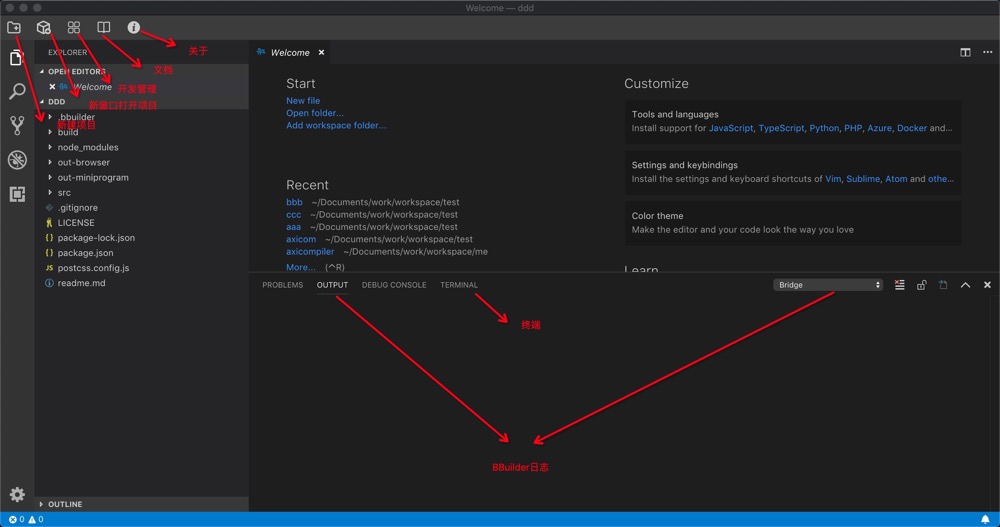 Welcome — ddd
关于
文档
开发管理
新窗口打开项目
新建项目
EXPLORER
OPEN EDITORS
Welcome
DDD
.bbuilder
build
node_modules
out-browser
out-miniprogram
src
.gitignore
LICENSE
package-lock.json
JS package.json
postcss.config.js
readme.md
OUTLINE
Welcome
Start
New file
Open folder...
Add workspace folder...
Recent
bbb ~/Documents/work/workspace/test
ccc ~/Documents/work/workspace/test
aaa ~/Documents/work/workspace/test
axicom ~/Documents/work/workspace/test
axicompiler ~/Documents/work/workspace/me
More... (^R)
Customize
Tools and languages
Install support for JavaScript, TypeScript, Python, PHP, Azure, Docker and...
Settings and keybindings
Install the settings and keyboard shortcuts of Vim, Sublime, Atom and othe...
Color theme
Make the editor and your code look the way you love
Learn
PROBLEMS OUTPUT DEBUG CONSOLE TERMINAL Bridge
终端
BBuilder日志
0 0